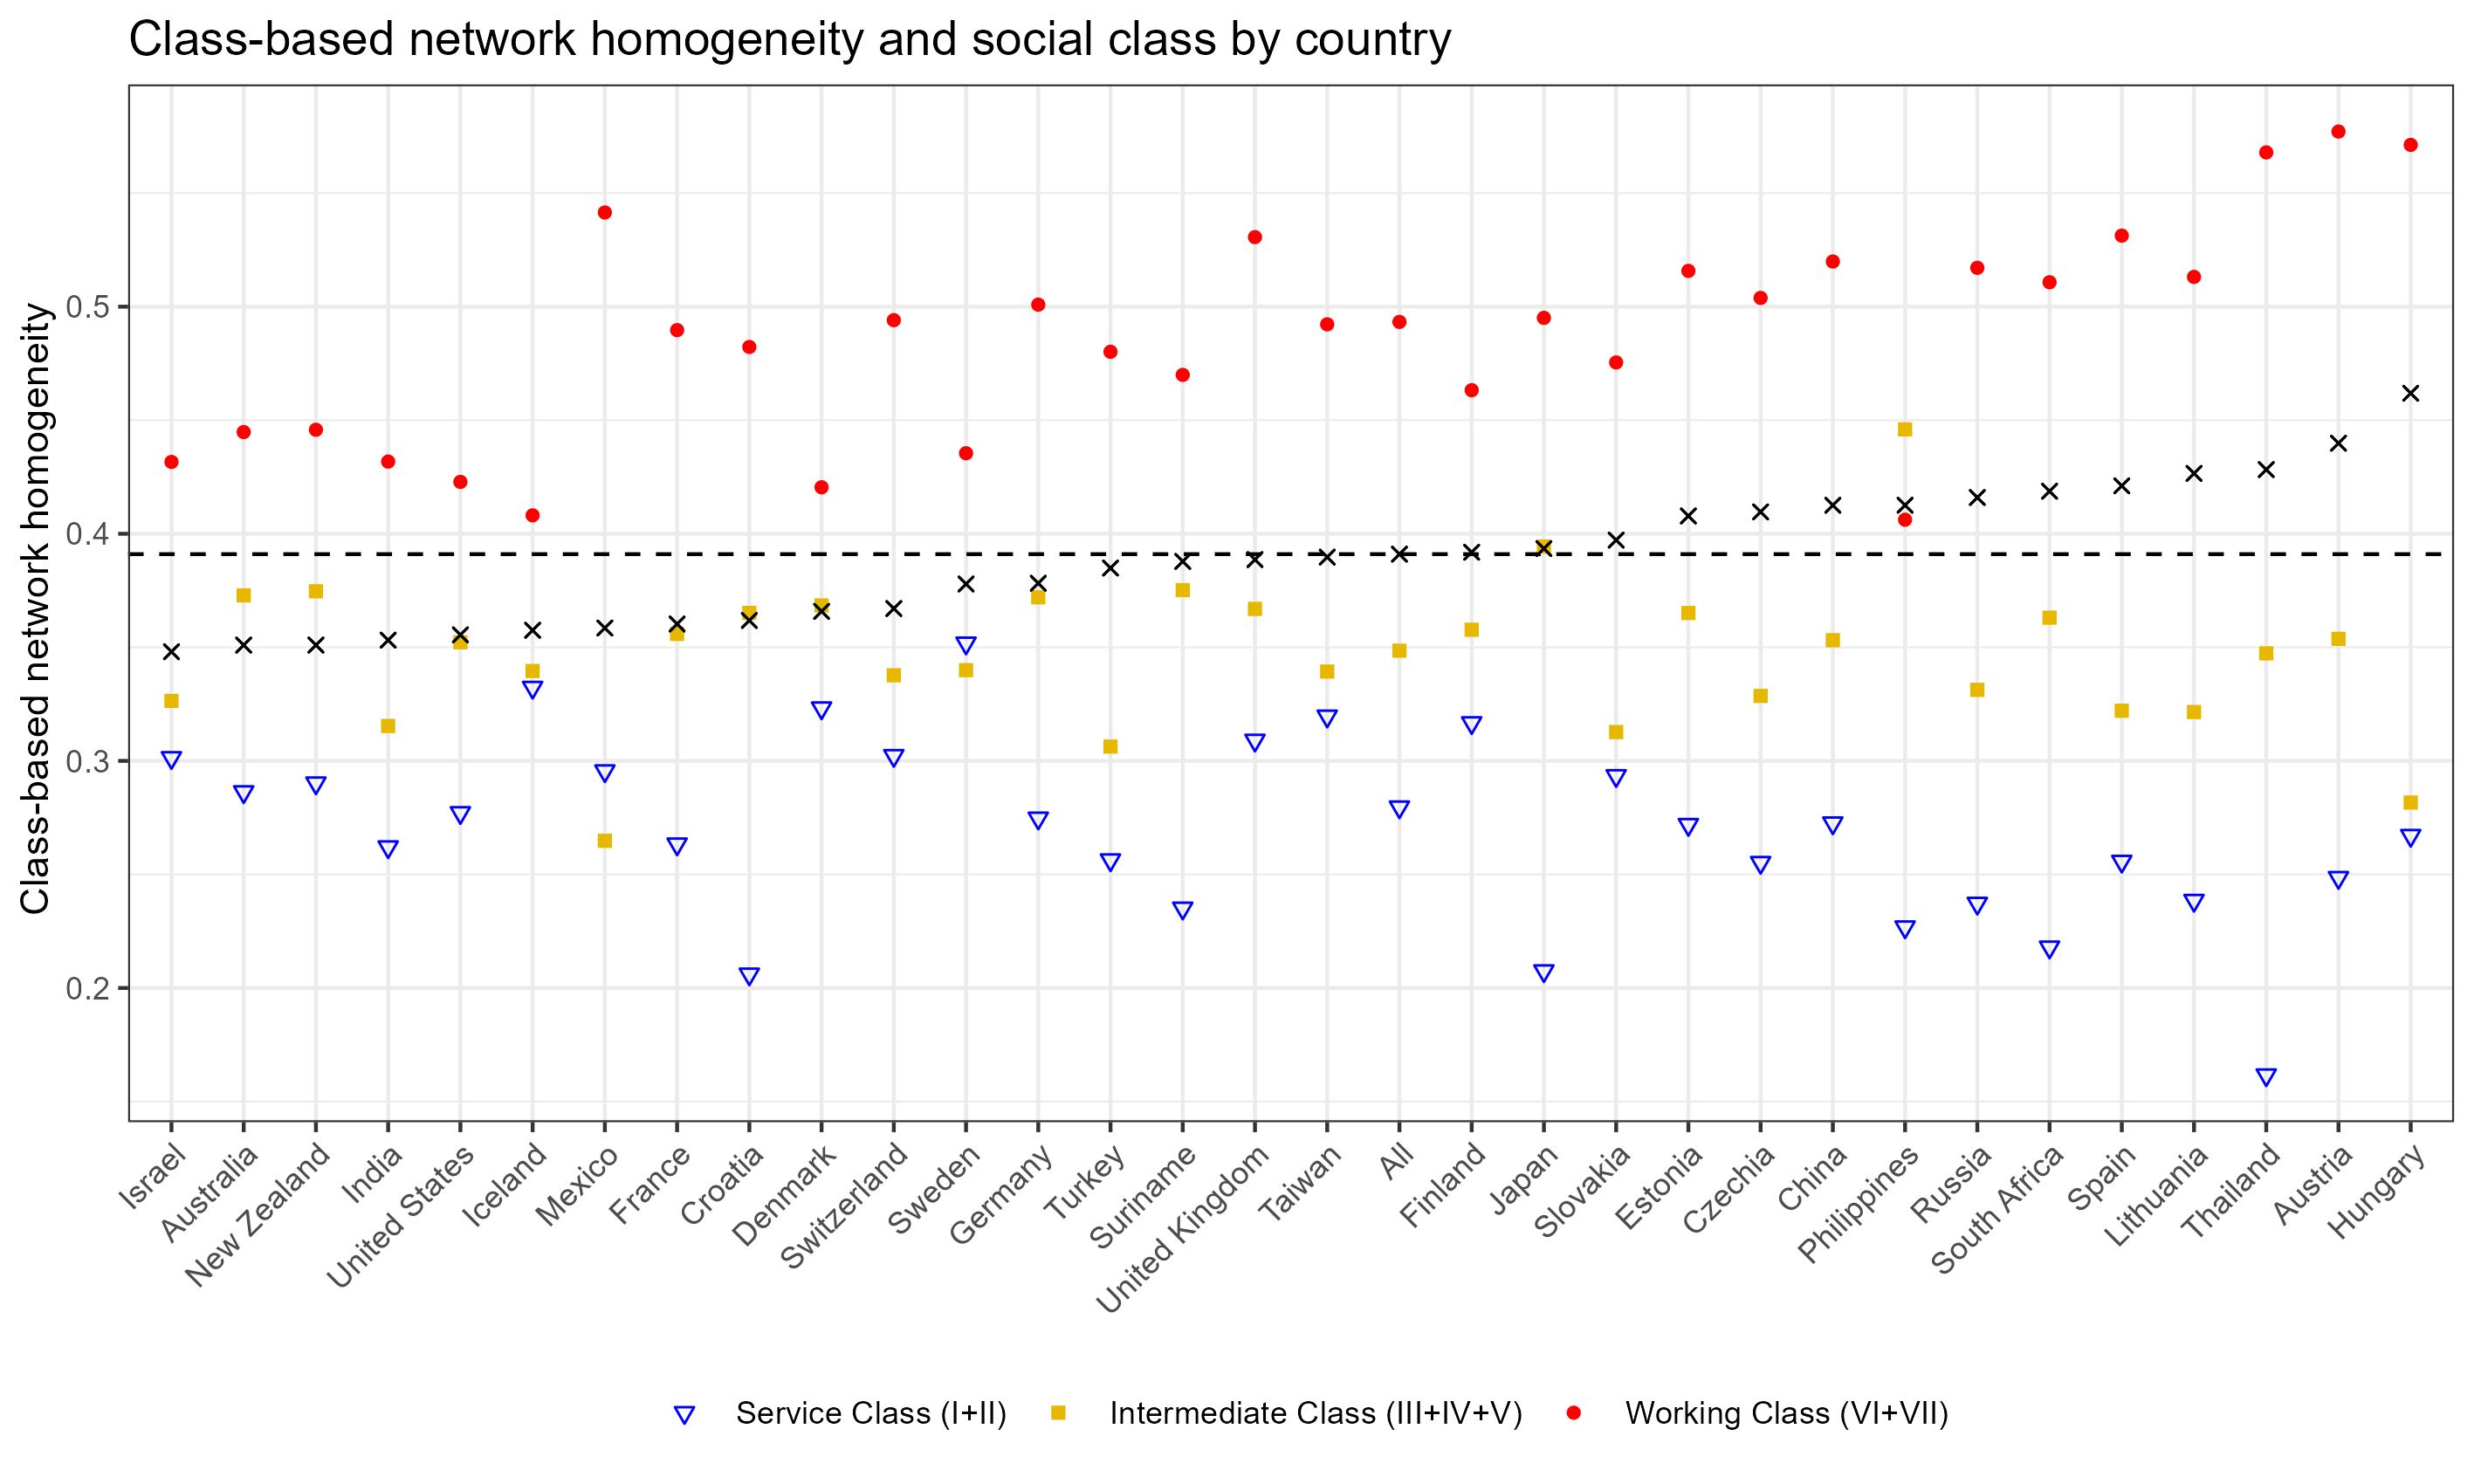 Class-based network homogeneity and social class by country
Class-based network homogeneity
0.5
0.4
0.3
0.2
Israel
Australia
New Zealand
India
United States
Iceland
Mexico
France
Croatia
Denmark
Switzerland
Sweden
Germany
Turkey
Suriname
United Kingdom
Taiwan
All
Finland
Japan
Slovakia
Estonia
Czechia
China
Philippines
Russia
South Africa
Spain
Lithuania
Thailand
Austria
Hungary
Service Class (I+II) Intermediate Class (III+IV+V) Working Class (VI+VII)